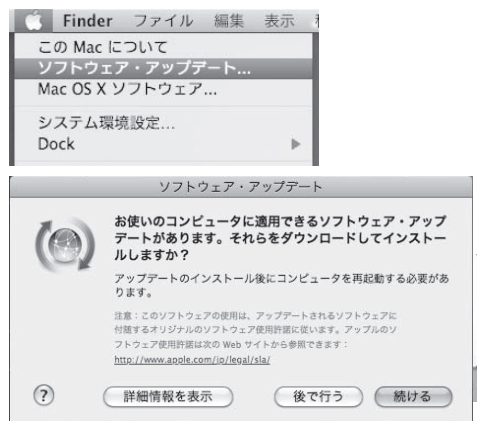 Finder ファイル 編集 表示
この Mac について
ソフトウェア・アップデート...
Mac OS X ソフトウェア...
システム環境設定...
Dock
ソフトウェア・アップデート
お使いのコンピュータに適用できるソフトウェア・アップ
デートがあります。それらをダウンロードしてインストー
ルしますか？
アップデートのインストール後にコンピュータを再起動する必要があ
ります。
注意：このソフトウェアの使用は、アップデートされるソフトウェアに
付随するオリジナルのソフトウェア使用許諾に従います。アップルのソ
フトウェア使用許諾は次の Web サイトから参照できます：
http://www.apple.com/jp/legal/sla/
? 詳細情報を表示 後で行う 続ける